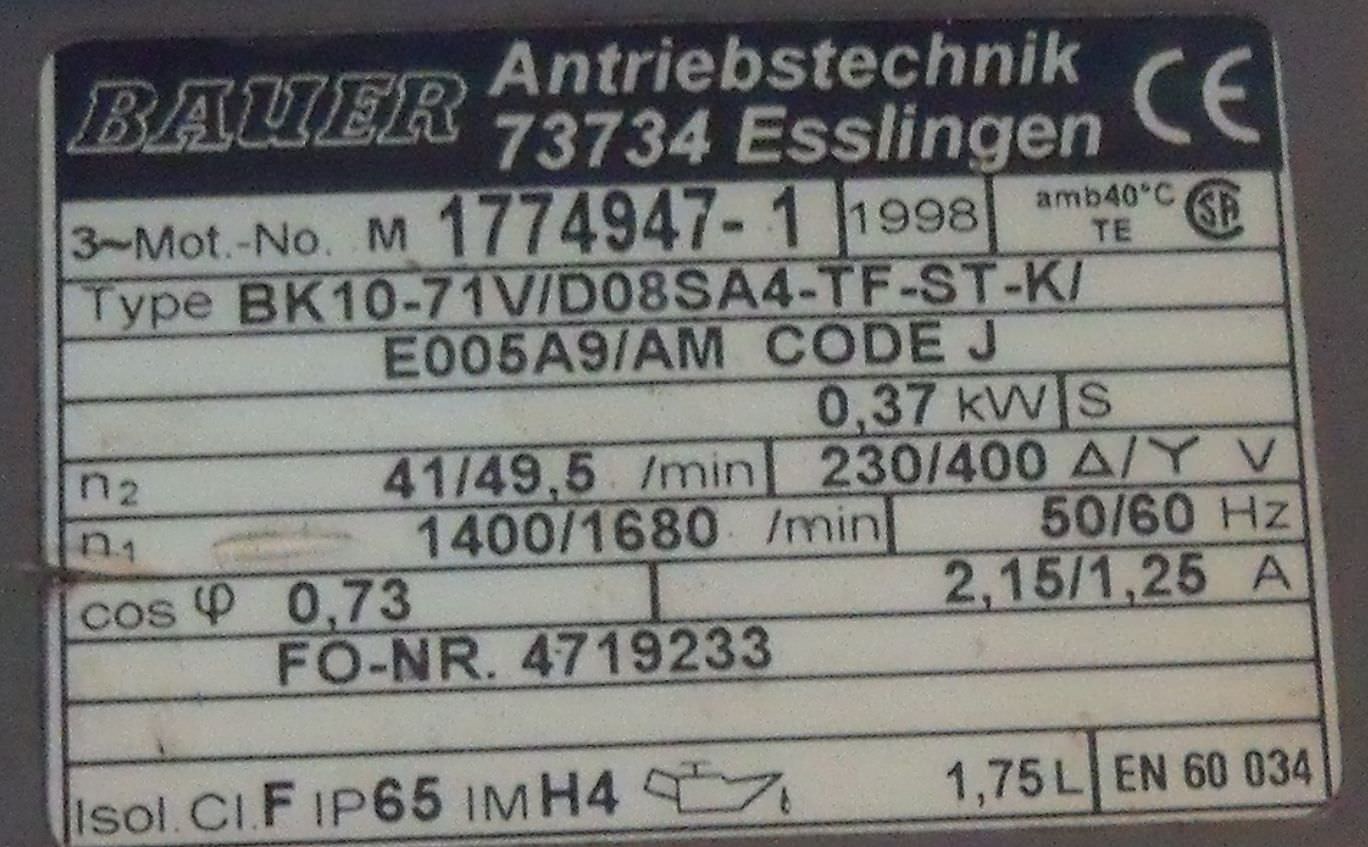 BAUER Antriebstechnik
73734 Esslingen CE
3~Mot.-No. M 1774947-1 1998 amb40°C TE SA
Type BK10-71V/D08SA4-TF-ST-K/
E005A9/AM CODE J
0,37 kW S
n2 41/49,5 /min 230/400 Δ/Y V
n1 1400/1680 /min 50/60 Hz
cos φ 0,73 2,15/1,25 A
FO-NR. 4719233
Isol. Cl. F IP65 IM H4 1,75 L EN 60 034